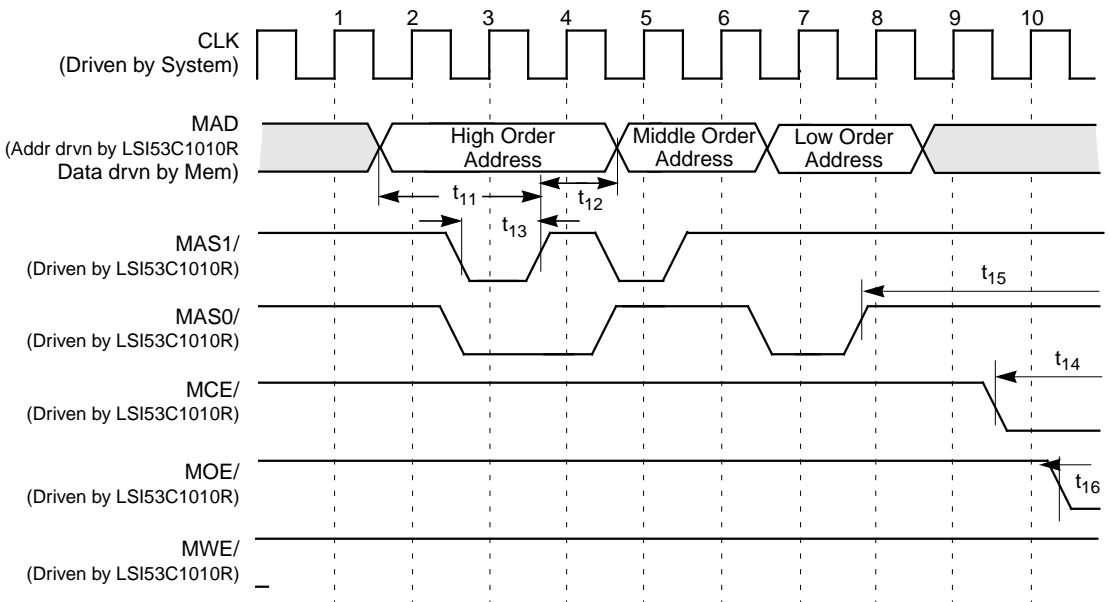 1 2 3 4 5 6 7 8 9 10
CLK
(Driven by System)
MAD
(Addr drvn by LSI53C1010R
Data drvn by Mem)
High Order
Address
Middle Order
Address
Low Order
Address
t11
t12
t13
MAS1/
(Driven by LSI53C1010R)
t15
MAS0/
(Driven by LSI53C1010R)
t14
MCE/
(Driven by LSI53C1010R)
MOE/
(Driven by LSI53C1010R)
t16
MWE/
(Driven by LSI53C1010R)